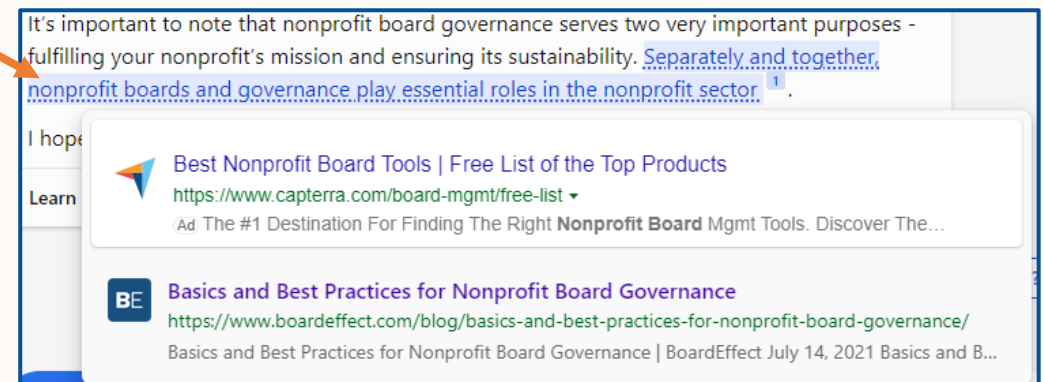 It's important to note that nonprofit board governance serves two very important purposes -
fulfilling your nonprofit's mission and ensuring its sustainability. Separately and together,
nonprofit boards and governance play essential roles in the nonprofit sector 1 .
I hope
Learn
Best Nonprofit Board Tools | Free List of the Top Products
https://www.capterra.com/board-mgmt/free-list
Ad The #1 Destination For Finding The Right Nonprofit Board Mgmt Tools. Discover The...
BE Basics and Best Practices for Nonprofit Board Governance
https://www.boardeffect.com/blog/basics-and-best-practices-for-nonprofit-board-governance/
Basics and Best Practices for Nonprofit Board Governance | BoardEffect July 14, 2021 Basics and B...